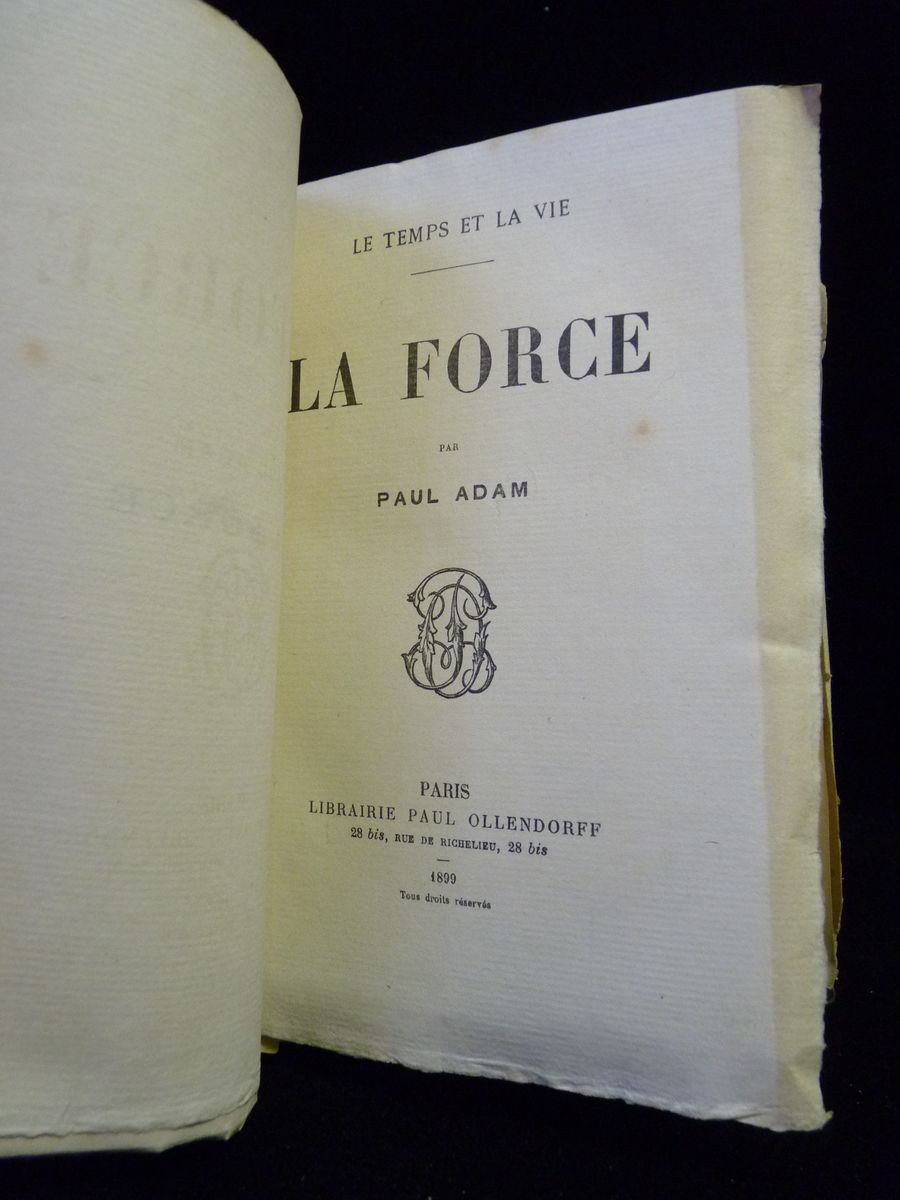 LE TEMPS ET LA VIE
LA FORCE
PAR
PAUL ADAM
PARIS
LIBRAIRIE PAUL OLLENDORFF
28 bis, RUE DE RICHELIEU, 28 bis
1899
Tous droits réservés